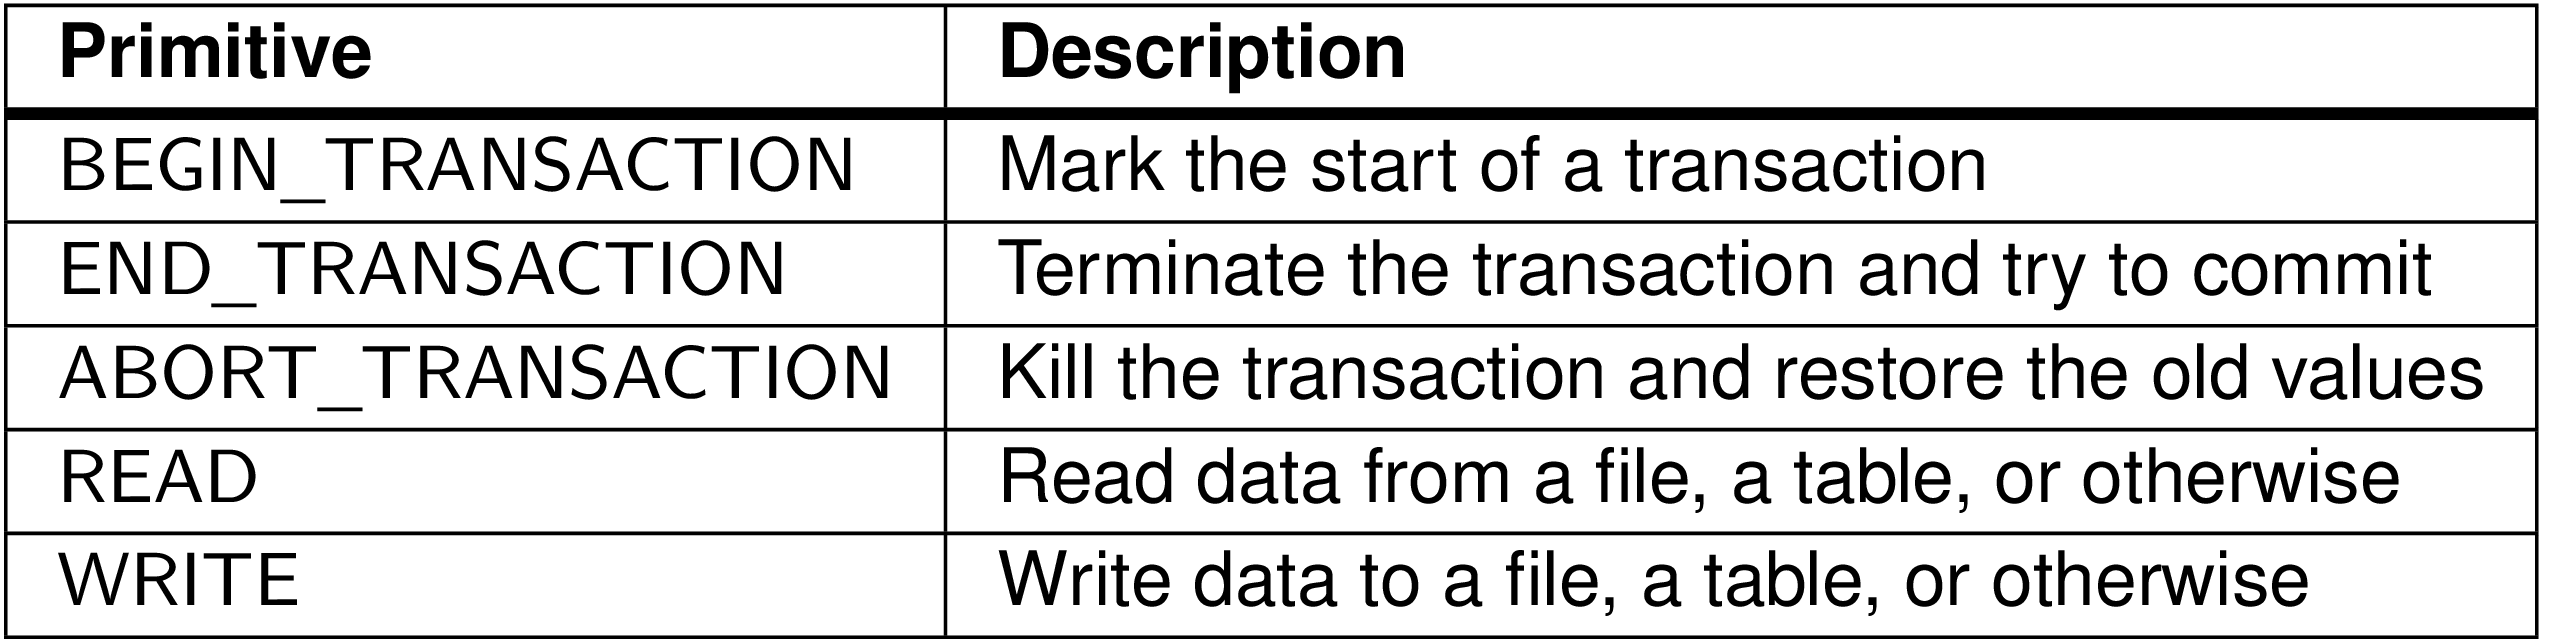 Primitive Description
BEGIN_TRANSACTION Mark the start of a transaction
END_TRANSACTION Terminate the transaction and try to commit
ABORT_TRANSACTION Kill the transaction and restore the old values
READ Read data from a file, a table, or otherwise
WRITE Write data to a file, a table, or otherwise